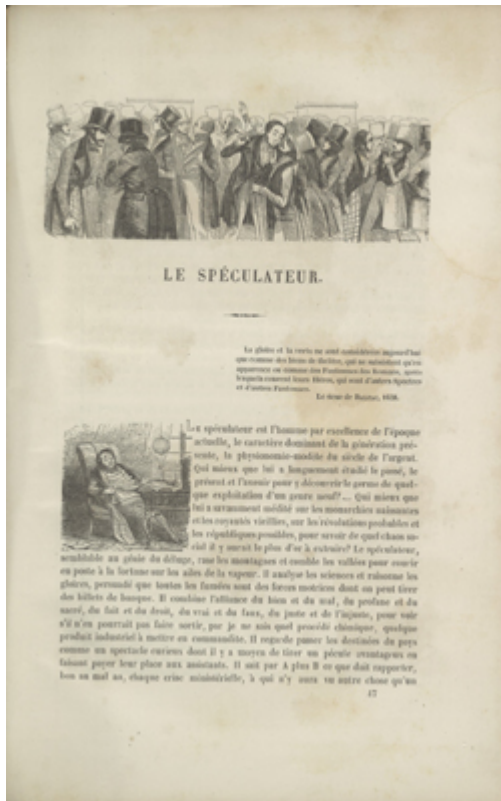 LE SPÉCULATEUR.
La gloire et la vertu ne sont considérées aujourd'hui
que comme des biens de théâtre, qui ne subsistent qu'en
apparence ou comme des Fantosmes des Romans, après
lesquels courent leurs Héros, qui sont d'autres Spectres
et d'autres Fantosmes.
Le sieur de Balzac, 1658.
Le spéculateur est l'homme par excellence de l'époque
actuelle, le caractère dominant de la génération pré-
sente, la physionomie-modèle du siècle de l'argent.
Qui mieux que lui a longuement étudié le passé, le
présent et l'avenir pour y découvrir le germe de quel-
que exploitation d'un genre neuf?... Qui mieux que
lui a savamment médité sur les monarchies naissantes
et les royautés vieillies, sur les révolutions probables et
les républiques possibles, pour savoir de quel chaos so-
cial il y aurait le plus d'or à extraire? Le spéculateur,
semblable au génie du déluge, rase les montagnes et comble les vallées pour courir
en poste à la fortune sur les ailes de la vapeur. Il analyse les sciences et raisonne les
gloires, persuadé que toutes les fumées sont des forces motrices dont on peut tirer
des billets de banque. Il combine l'alliance du bien et du mal, du profane et du
sacré, du fait et du droit, du vrai et du faux, du juste et de l'injuste, pour voir
s'il n'en pourrait pas faire sortir, par je ne sais quel procédé chimique, quelque
produit industriel à mettre en commandite. Il regarde passer les destinées du pays
comme un spectacle curieux dont il y a moyen de tirer un pécule avantageux en
faisant payer leur place aux assistants. Il sait par A plus B ce que doit rapporter,
bon an mal an, chaque crise ministérielle, à qui n'y aura vu autre chose qu'un
17